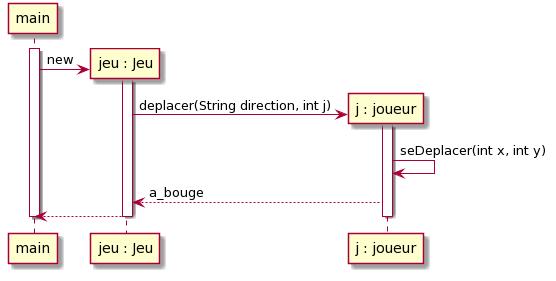 main
new
jeu : Jeu
deplacer(String direction, int j)
j : joueur
seDeplacer(int x, int y)
a_bouge
main
jeu : Jeu
j : joueur